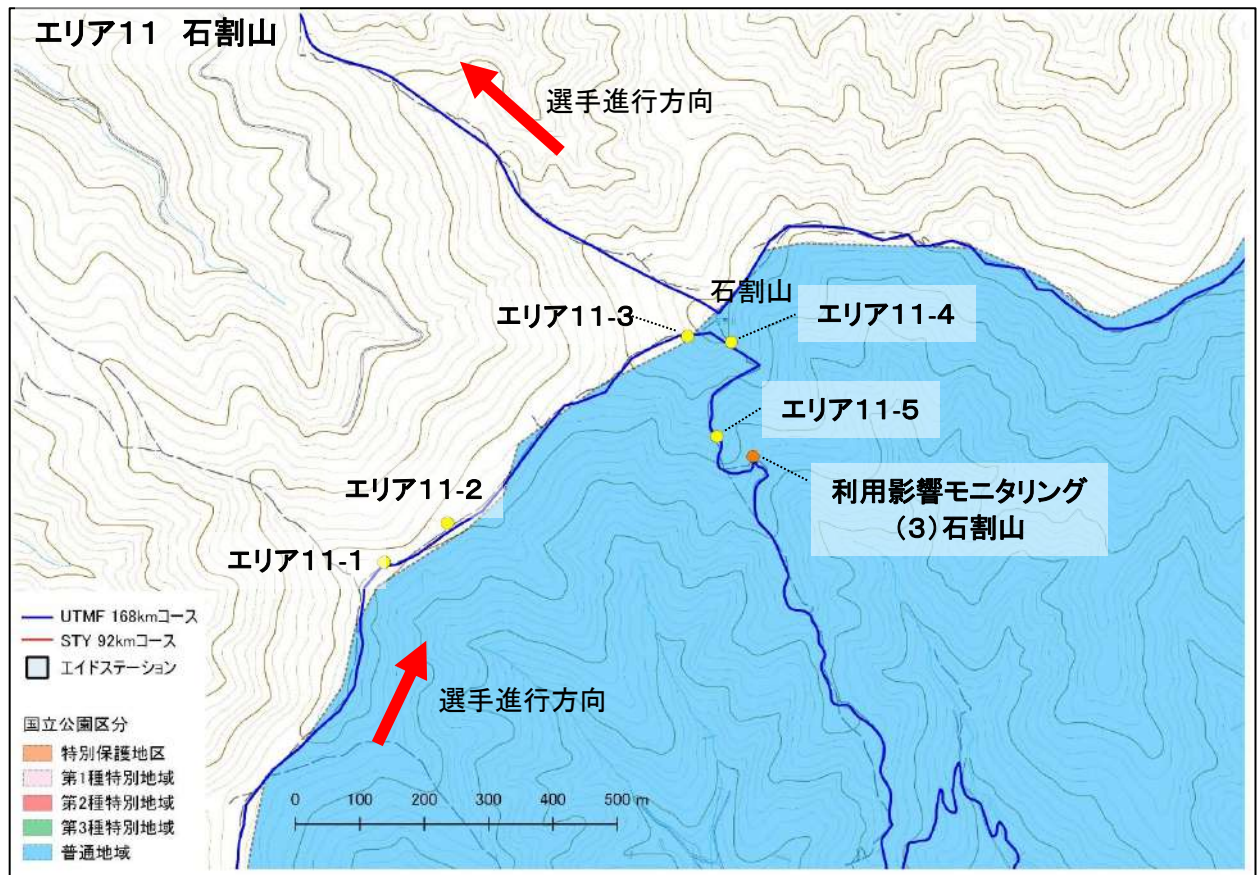 エリア11 石割山
選手進行方向
石割山
エリア11-3
エリア11-4
エリア11-5
エリア11-2
利用影響モニタリング
(3)石割山
エリア11-1
選手進行方向
UTMF 168kmコース
STY 92kmコース
エイドステーション
国立公園区分
特別保護地区
第1種特別地域
第2種特別地域
第3種特別地域
普通地域
0 100 200 300 400 500 m